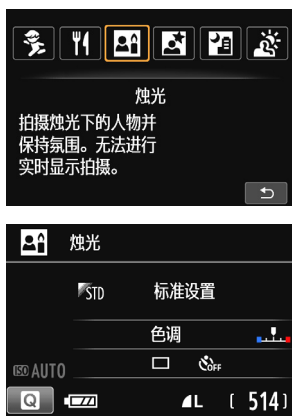 烛光
拍摄烛光下的人物并
保持氛围。无法进行
实时显示拍摄。
烛光
STD 标准设置
色调
ISO AUTO OFF
Q L [ 514 ]